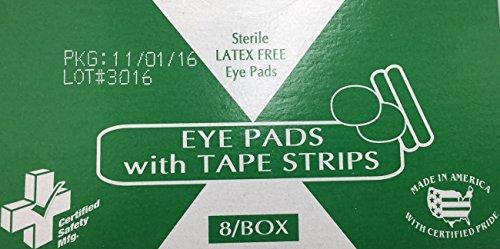 Sterile
LATEX FREE
Eye Pads
PKG:11/01/16
LOT#3016
EYE PADS
with TAPE STRIPS
8/BOX
Certified
Safety
Mfg.
MADE IN AMERICA
WITH CERTIFIED PRIDE